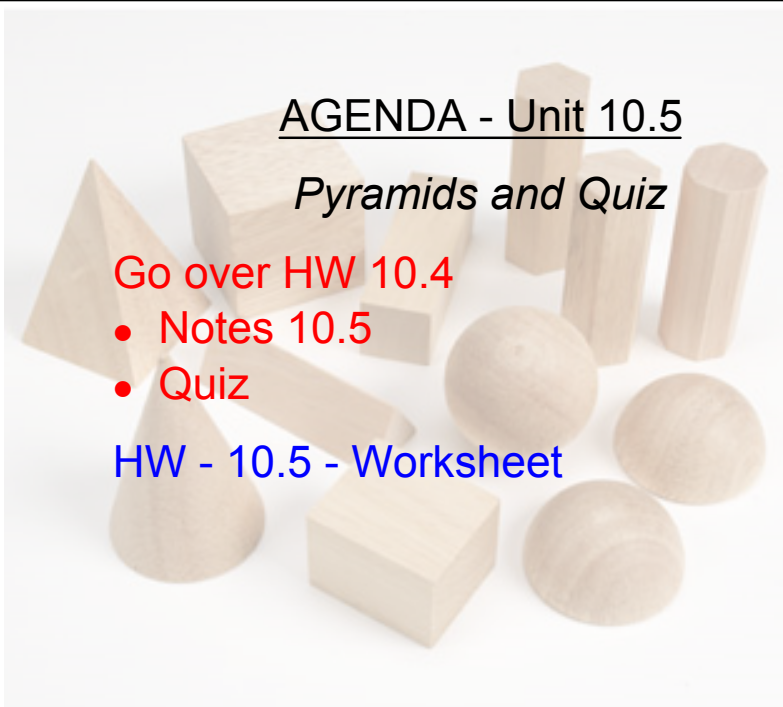 AGENDA - Unit 10.5
Pyramids and Quiz
Go over HW 10.4
• Notes 10.5
• Quiz
HW - 10.5 - Worksheet